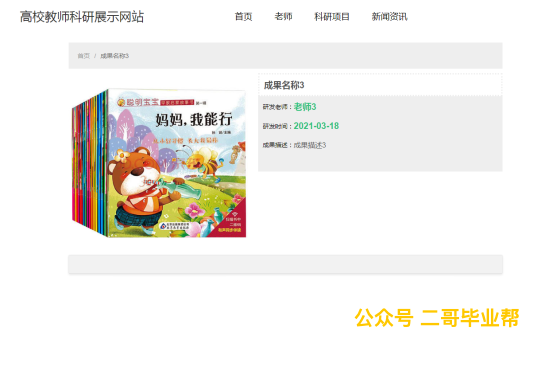 高校教师科研展示网站
首页 老师 科研项目 新闻资讯
首页 / 成果名称3
成果名称3
研发老师：老师3
研发时间：2021-03-18
成果描述：成果描述3
聪明宝宝
妈妈,我能行
公众号 二哥毕业帮